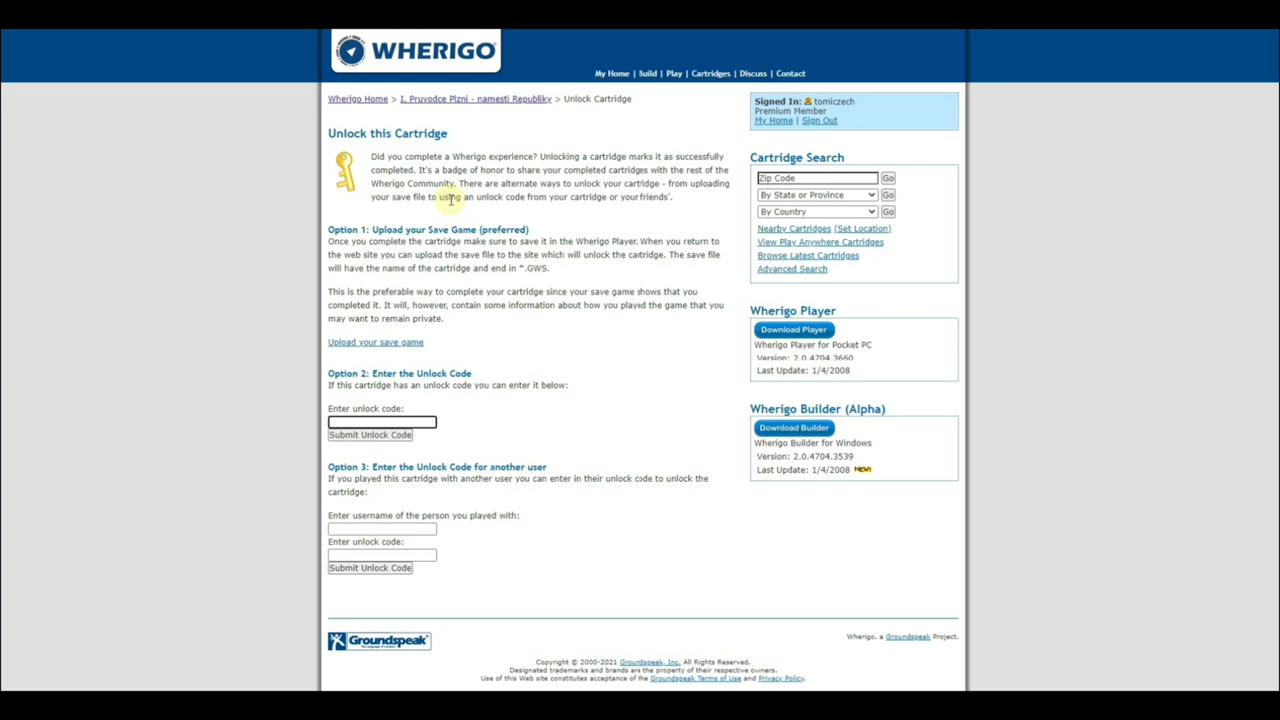 WHERIGO
My Home | Build | Play | Cartridges | Discuss | Contact
Wherigo Home > I. Pruvodce Plzni - namesti Republiky > Unlock Cartridge
Unlock this Cartridge
Did you complete a Wherigo experience? Unlocking a cartridge marks it as successfully
completed. It's a badge of honor to share your completed cartridges with the rest of the
Wherigo Community. There are alternate ways to unlock your cartridge - from uploading
your save file to using an unlock code from your cartridge or your friends'.
Option 1: Upload your Save Game (preferred)
Once you complete the cartridge make sure to save it in the Wherigo Player. When you return to
the web site you can upload the save file to the site which will unlock the cartridge. The save file
will have the name of the cartridge and end in *.GWS.
This is the preferable way to complete your cartridge since your save game shows that you
completed it. It will, however, contain some information about how you played the game that you
may want to remain private.
Upload your save game
Option 2: Enter the Unlock Code
If this cartridge has an unlock code you can enter it below:
Enter unlock code:
Submit Unlock Code
Option 3: Enter the Unlock Code for another user
If you played this cartridge with another user you can enter in their unlock code to unlock the
cartridge:
Enter username of the person you played with:
Enter unlock code:
Submit Unlock Code
Signed In: tomiczech
Premium Member
My Home | Sign Out
Cartridge Search
Zip Code Go
By State or Province Go
By Country Go
Nearby Cartridges (Set Location)
View Play Anywhere Cartridges
Browse Latest Cartridges
Advanced Search
Wherigo Player
Download Player
Wherigo Player for Pocket PC
Version: 2.0.4704.3660
Last Update: 1/4/2008
Wherigo Builder (Alpha)
Download Builder
Wherigo Builder for Windows
Version: 2.0.4704.3539
Last Update: 1/4/2008 NEW!
Groundspeak
Wherigo, a Groundspeak Project.
Copyright © 2000-2021 Groundspeak, Inc. All Rights Reserved.
Designated trademarks and brands are the property of their respective owners.
Use of this Web site constitutes acceptance of the Groundspeak Terms of Use and Privacy Policy.